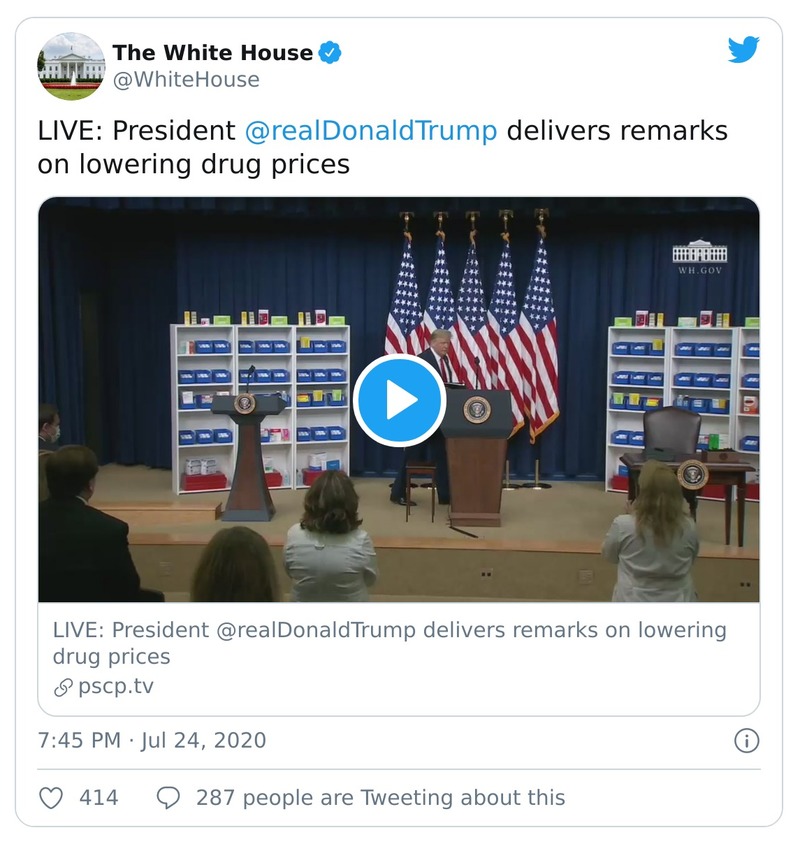 The White House
@WhiteHouse
LIVE: President @realDonaldTrump delivers remarks
on lowering drug prices
WH.GOV
LIVE: President @realDonaldTrump delivers remarks on lowering
drug prices
pscp.tv
7:45 PM · Jul 24, 2020
414
287 people are Tweeting about this